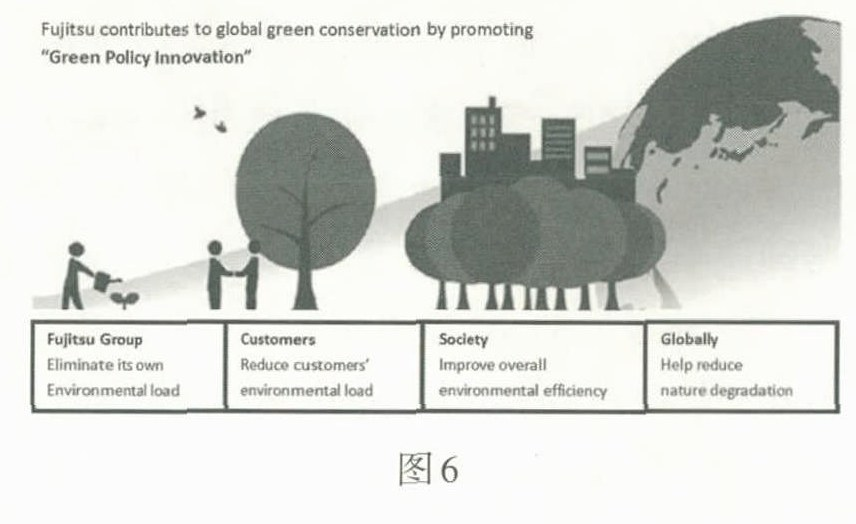 Fujitsu contributes to global green conservation by promoting
“Green Policy Innovation”
Fujitsu Group
Eliminate its own
Environmental load
Customers
Reduce customers’
environmental load
Society
Improve overall
environmental efficiency
Globally
Help reduce
nature degradation
图6